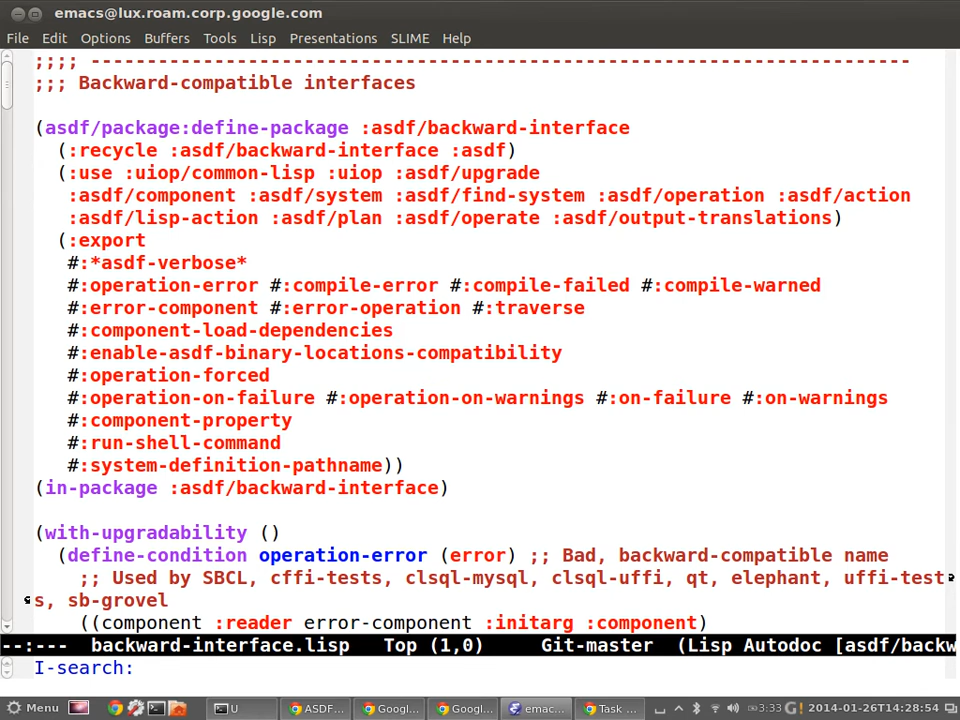 emacs@lux.roam.corp.google.com
File Edit Options Buffers Tools Lisp Presentations SLIME Help
;;;; -------------------------------------------------------------------------
;;; Backward-compatible interfaces
(asdf/package:define-package :asdf/backward-interface
(:recycle :asdf/backward-interface :asdf)
(:use :uiop/common-lisp :uiop :asdf/upgrade
:asdf/component :asdf/system :asdf/find-system :asdf/operation :asdf/action
:asdf/lisp-action :asdf/plan :asdf/operate :asdf/output-translations)
(:export
#:*asdf-verbose*
#:operation-error #:compile-error #:compile-failed #:compile-warned
#:error-component #:error-operation #:traverse
#:component-load-dependencies
#:enable-asdf-binary-locations-compatibility
#:operation-forced
#:operation-on-failure #:operation-on-warnings #:on-failure #:on-warnings
#:component-property
#:run-shell-command
#:system-definition-pathname))
(in-package :asdf/backward-interface)
(with-upgradability ()
(define-condition operation-error (error) ;; Bad, backward-compatible name
;; Used by SBCL, cffi-tests, clsql-mysql, clsql-uffi, qt, elephant, uffi-test
s, sb-grovel
((component :reader error-component :initarg :component)
--:--- backward-interface.lisp Top (1,0) Git-master (Lisp Autodoc [asdf/backw
I-search:
Menu U ASDF... Googl... Googl... emac... Task ... 3:33 2014-01-26T14:28:54